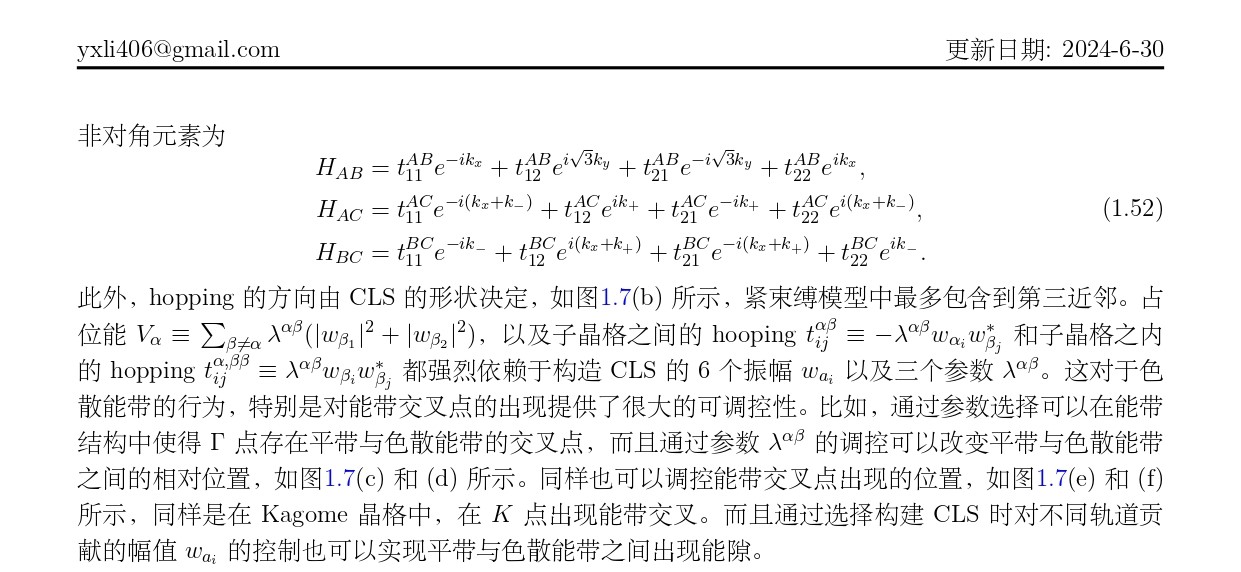 yxli406@gmail.com 更新日期: 2024-6-30
非对角元素为
$H_{AB} = t_{11}^{AB}e^{-ik_x} + t_{12}^{AB}e^{i\sqrt{3}k_y} + t_{21}^{AB}e^{-i\sqrt{3}k_y} + t_{22}^{AB}e^{ik_x},$
$H_{AC} = t_{11}^{AC}e^{-i(k_x+k_-)} + t_{12}^{AC}e^{ik_+} + t_{21}^{AC}e^{-ik_+} + t_{22}^{AC}e^{i(k_x+k_-)},$ (1.52)
$H_{BC} = t_{11}^{BC}e^{-ik_-} + t_{12}^{BC}e^{i(k_x+k_+)} + t_{21}^{BC}e^{-i(k_x+k_+)} + t_{22}^{BC}e^{ik_-}.$
此外，hopping 的方向由 CLS 的形状决定，如图1.7(b) 所示，紧束缚模型中最多包含到第三近邻。占
位能 $V_\alpha \equiv \sum_{\beta\neq\alpha} \lambda^{\alpha\beta}(|w_{\beta_1}|^2 + |w_{\beta_2}|^2)$，以及子晶格之间的 hooping $t_{ij}^{\alpha\beta} \equiv -\lambda^{\alpha\beta}w_{\alpha_i}w_{\beta_j}^*$ 和子晶格之内
的 hopping $t_{ij}^{\alpha,\beta\beta} \equiv \lambda^{\alpha\beta}w_{\beta_i}w_{\beta_j}^*$ 都强烈依赖于构造 CLS 的 6 个振幅 $w_{a_i}$ 以及三个参数 $\lambda^{\alpha\beta}$。这对于色
散能带的行为，特别是对能带交叉点的出现提供了很大的可调控性。比如，通过参数选择可以在能带
结构中使得 Γ 点存在平带与色散能带的交叉点，而且通过参数 $\lambda^{\alpha\beta}$ 的调控可以改变平带与色散能带
之间的相对位置，如图1.7(c) 和 (d) 所示。同样也可以调控能带交叉点出现的位置，如图1.7(e) 和 (f)
所示，同样是在 Kagome 晶格中，在 $K$ 点出现能带交叉。而且通过选择构建 CLS 时对不同轨道贡
献的幅值 $w_{a_i}$ 的控制也可以实现平带与色散能带之间出现能隙。